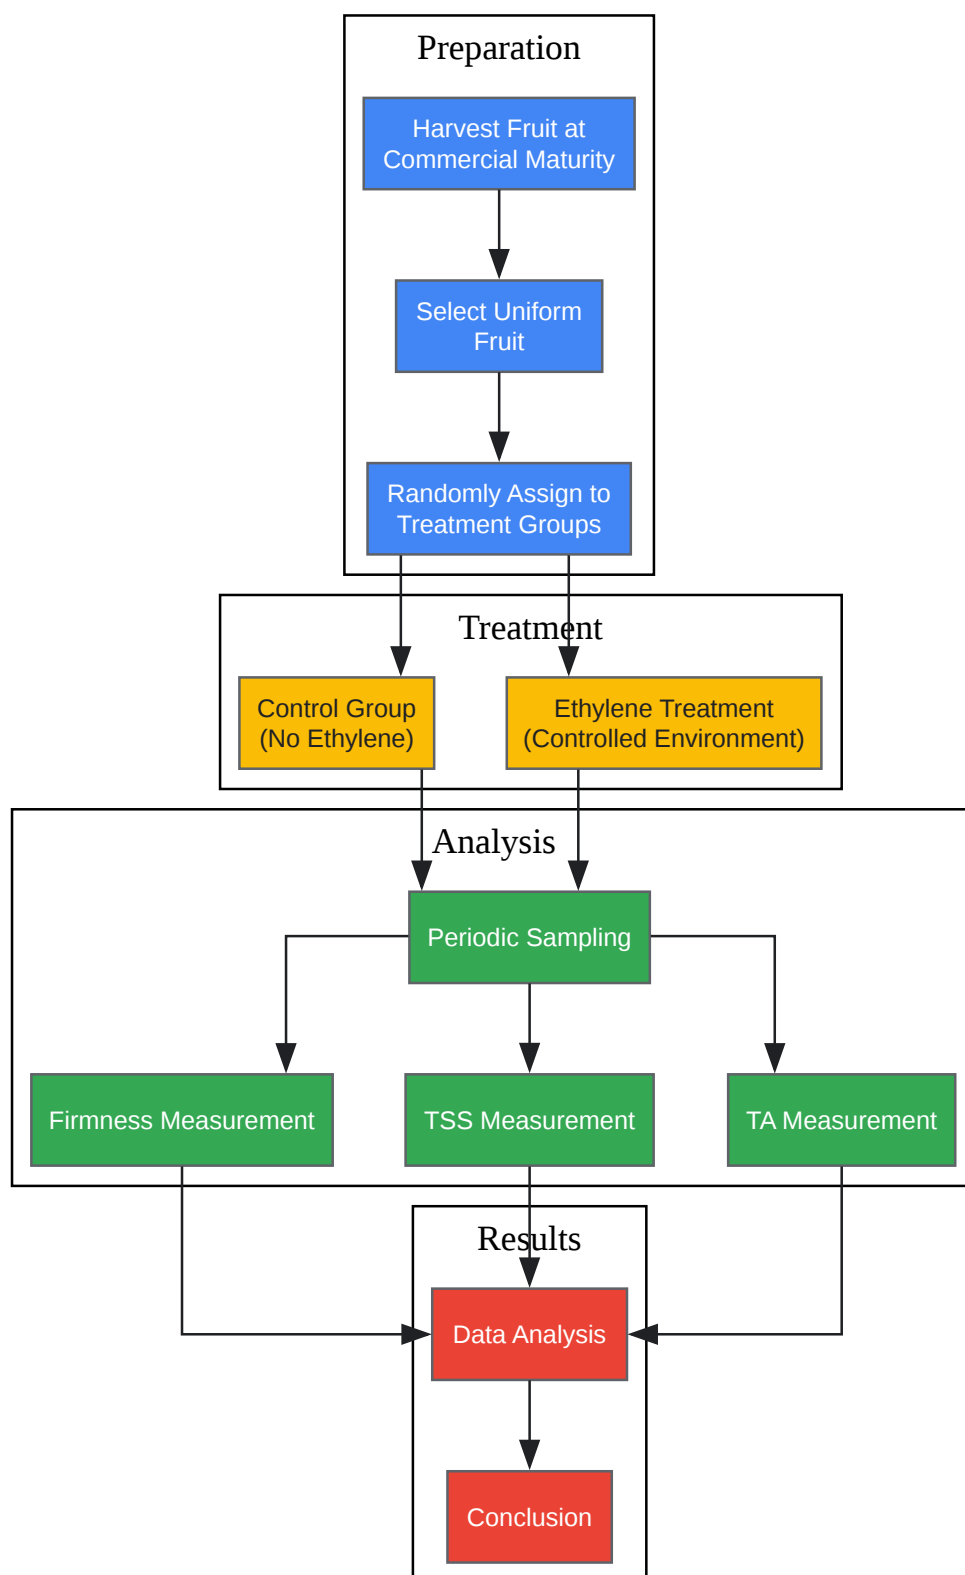 Preparation
Harvest Fruit at
Commercial Maturity
Select Uniform
Fruit
Randomly Assign to
Treatment Groups
Treatment
Control Group
(No Ethylene)
Ethylene Treatment
(Controlled Environment)
Analysis
Periodic Sampling
Firmness Measurement
TSS Measurement
TA Measurement
Results
Data Analysis
Conclusion